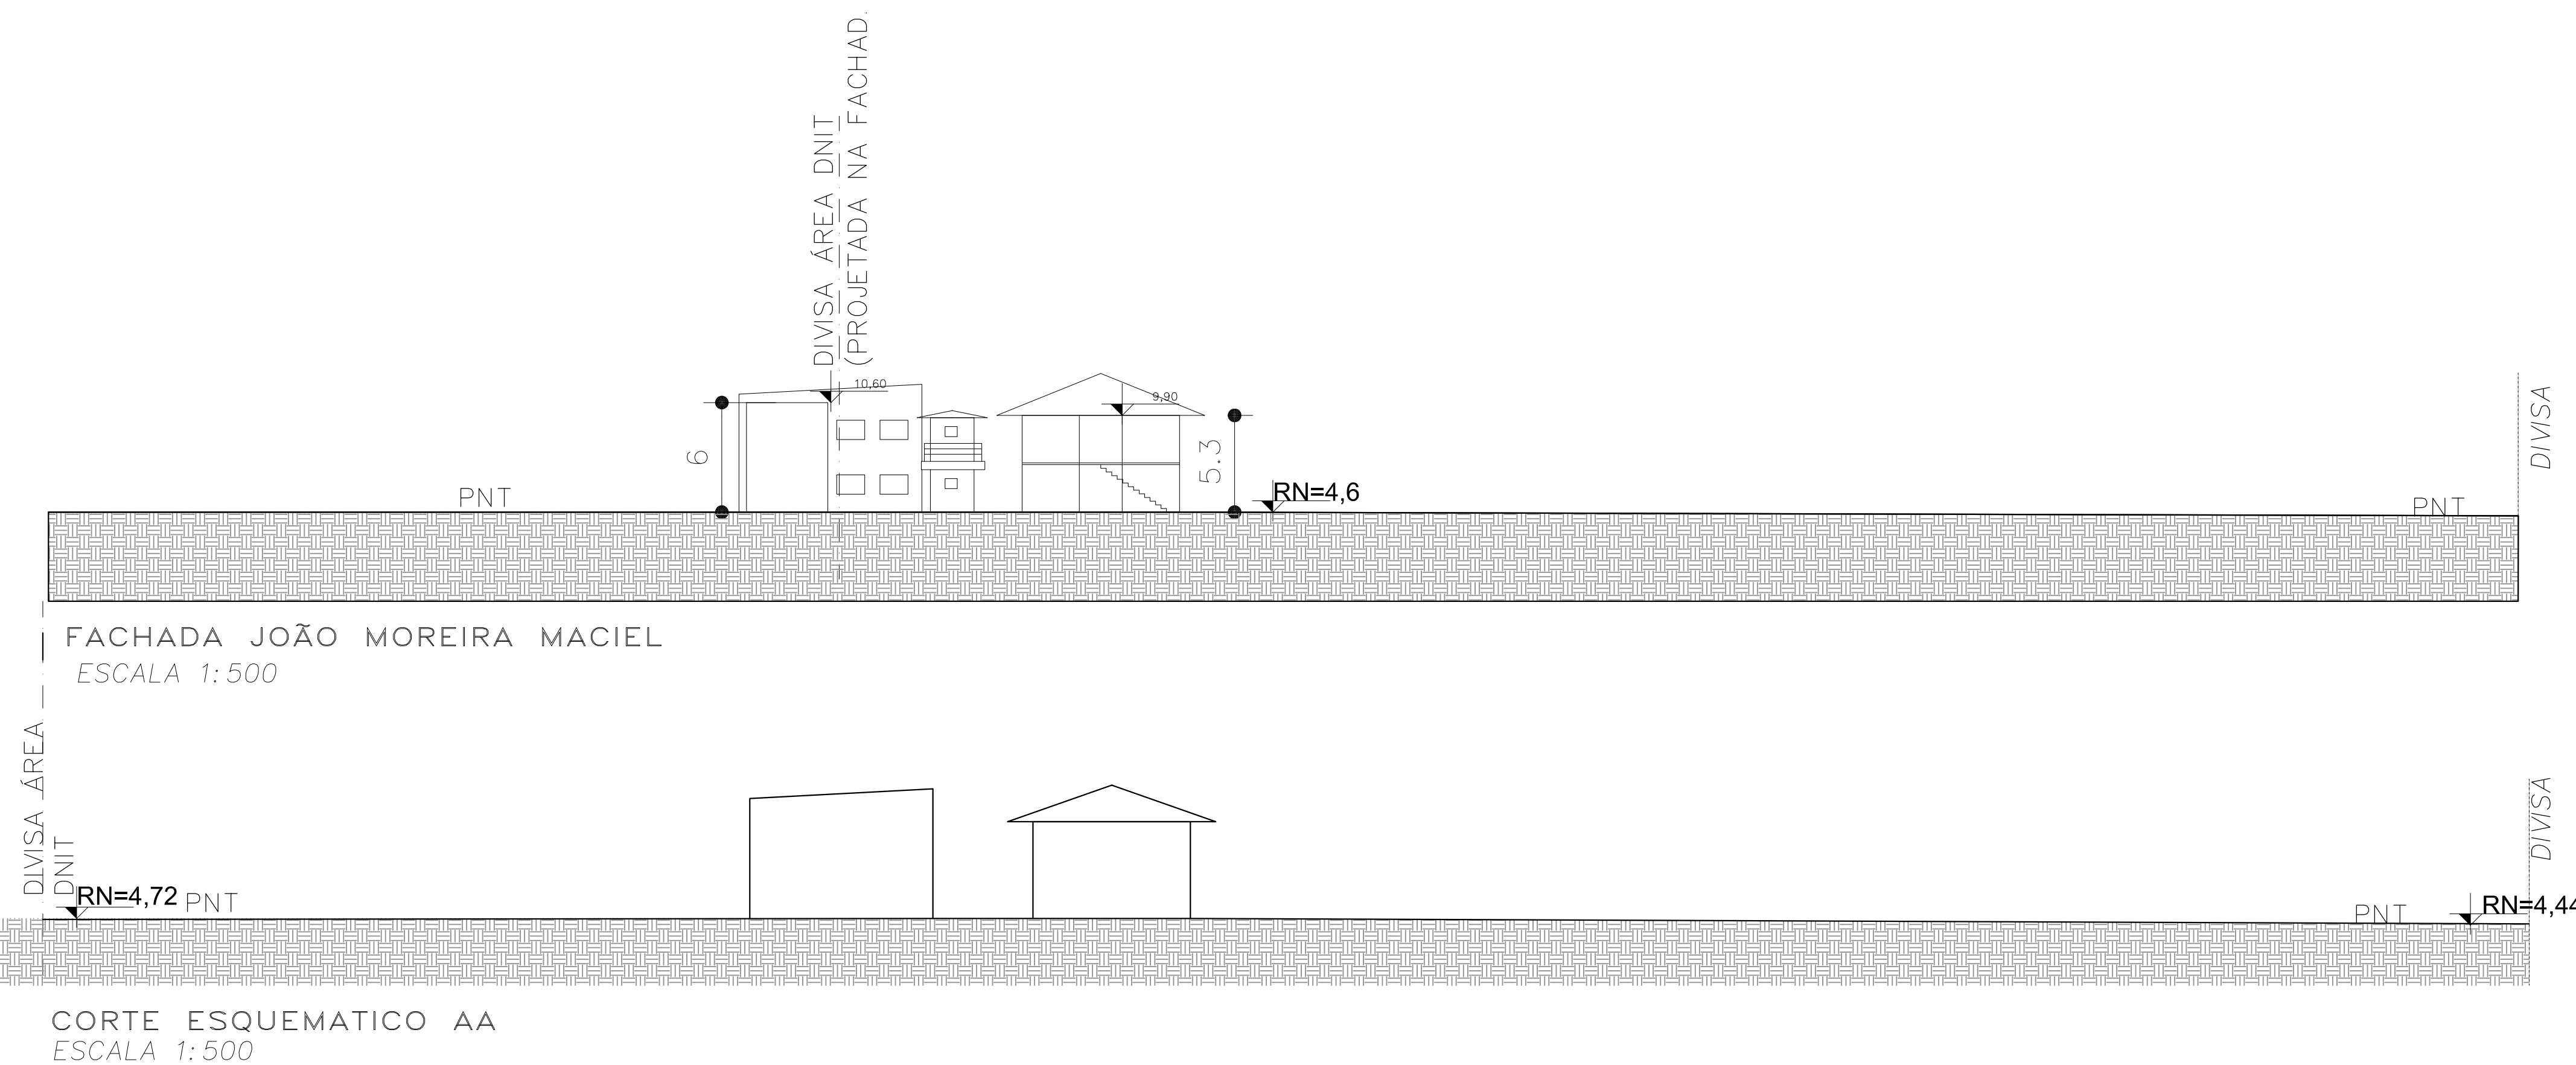 DIVISA ÁREA DNIT
(PROJETADA NA FACHAD.
10,60
9,90
6
5.3
DIVISA
PNT
RN=4,6
PNT
FACHADA JOÃO MOREIRA MACIEL
ESCALA 1:500
DIVISA ÁREA
DNIT
DIVISA
RN=4,72
PNT
PNT
RN=4,44
CORTE ESQUEMATICO AA
ESCALA 1:500